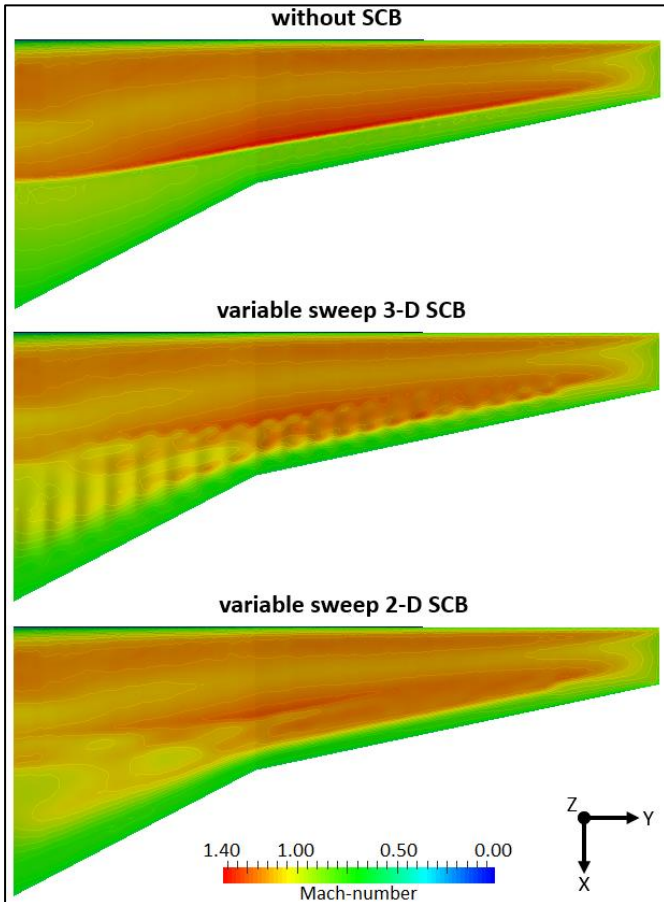 without SCB
variable sweep 3-D SCB
variable sweep 2-D SCB
Z
Y
X
1.40 1.00 0.50 0.00
Mach-number